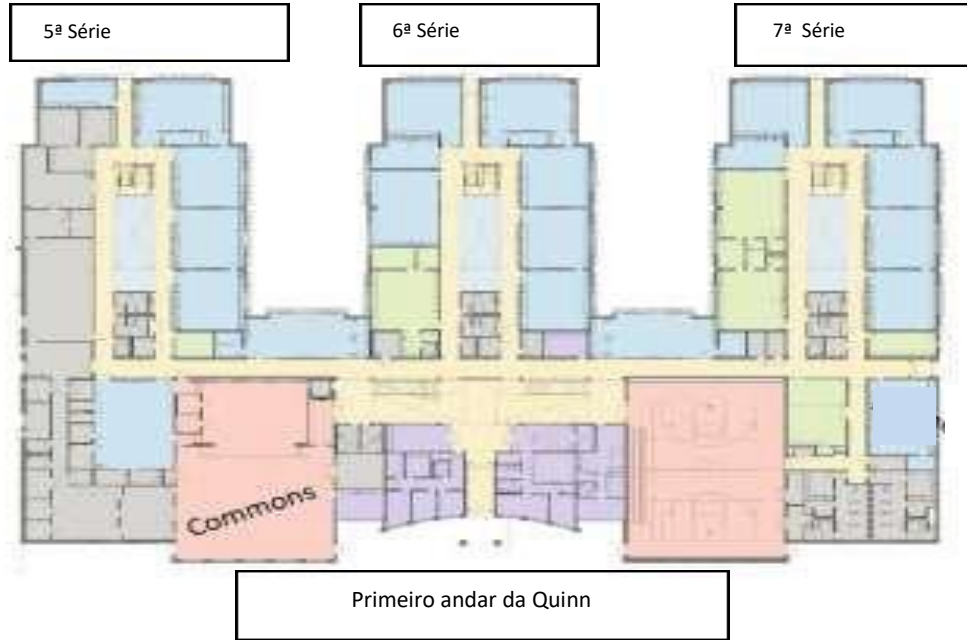 5ª Série
6ª Série
7ª Série
Commons
Primeiro andar da Quinn